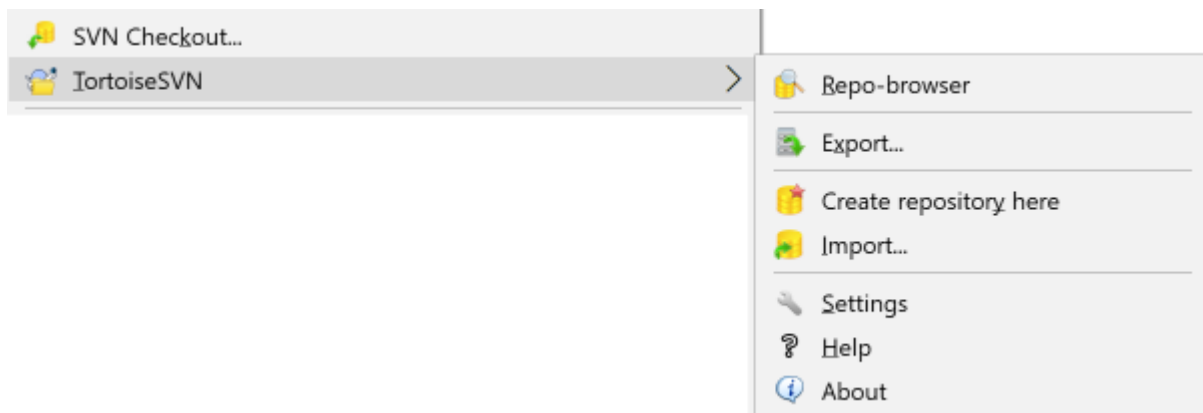 SVN Checkout...
TortoiseSVN
Repo-browser
Export...
Create repository here
Import...
Settings
Help
About